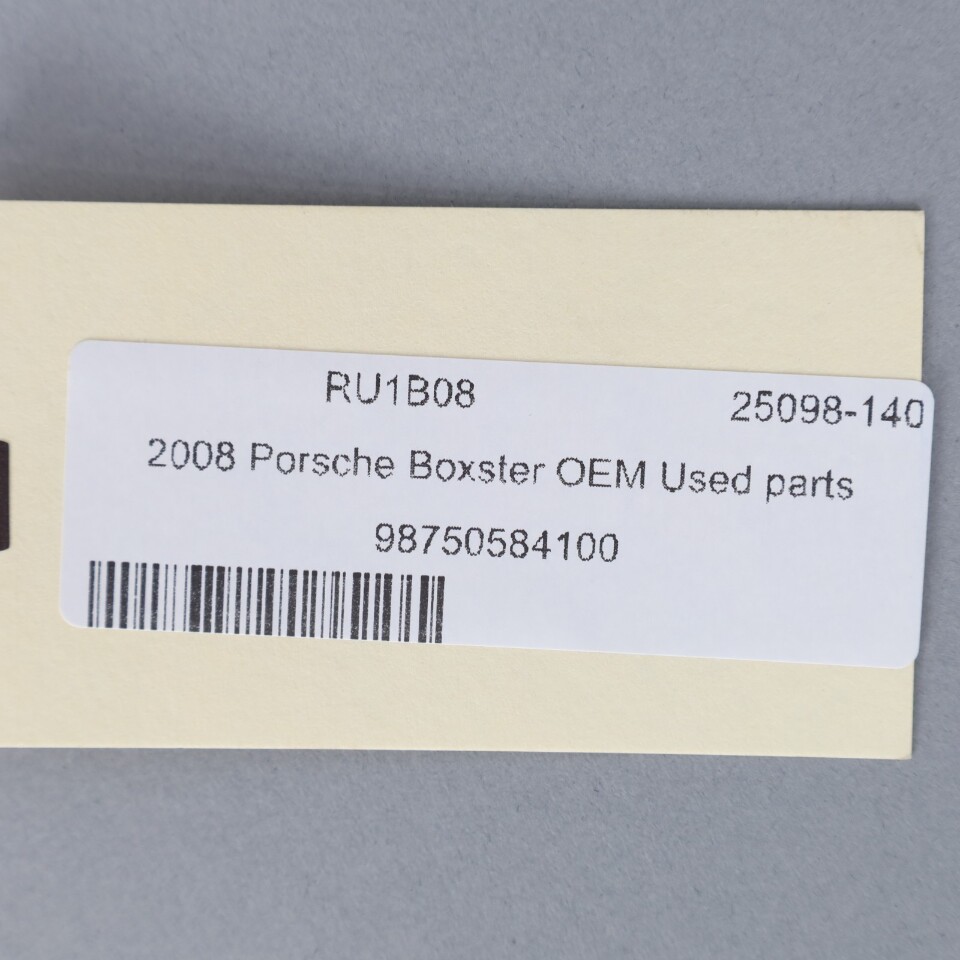 RU1B08 25098-140
2008 Porsche Boxster OEM Used parts
98750584100